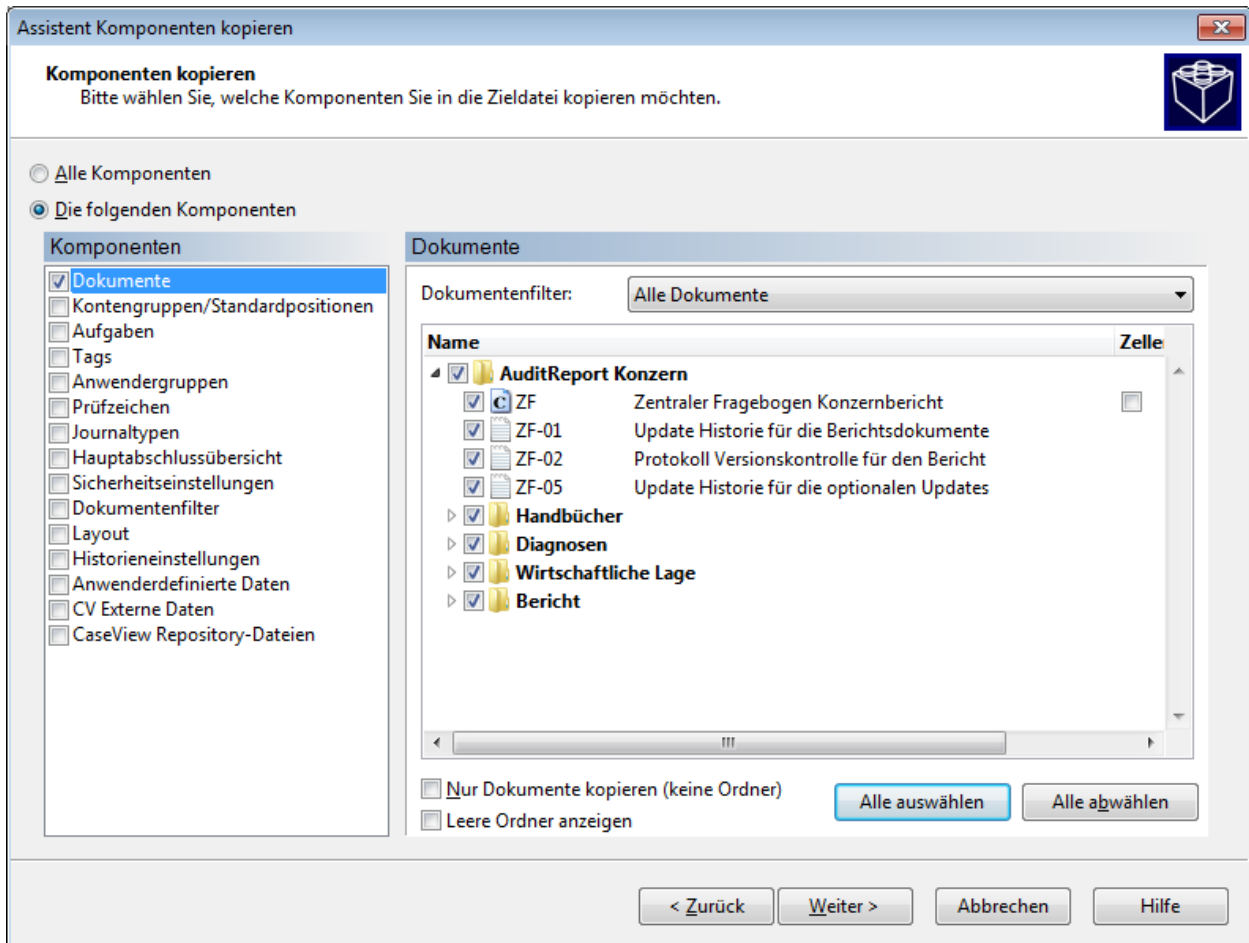 Assistent Komponenten kopieren
Komponenten kopieren
Bitte wählen Sie, welche Komponenten Sie in die Zieldatei kopieren möchten.
Alle Komponenten
Die folgenden Komponenten
Komponenten
Dokumente
Kontengruppen/Standardpositionen
Aufgaben
Tags
Anwendergruppen
Prüfzeichen
Journaltypen
Hauptabschlussübersicht
Sicherheitseinstellungen
Dokumentenfilter
Layout
Historieneinstellungen
Anwenderdefinierte Daten
CV Externe Daten
CaseView Repository-Dateien
Dokumente
Dokumentenfilter: Alle Dokumente
Name Zelle
AuditReport Konzern
ZF Zentraler Fragebogen Konzernbericht
ZF-01 Update Historie für die Berichtsdokumente
ZF-02 Protokoll Versionskontrolle für den Bericht
ZF-05 Update Historie für die optionalen Updates
Handbücher
Diagnosen
Wirtschaftliche Lage
Bericht
Nur Dokumente kopieren (keine Ordner)
Leere Ordner anzeigen
Alle auswählen Alle abwählen
< Zurück Weiter > Abbrechen Hilfe